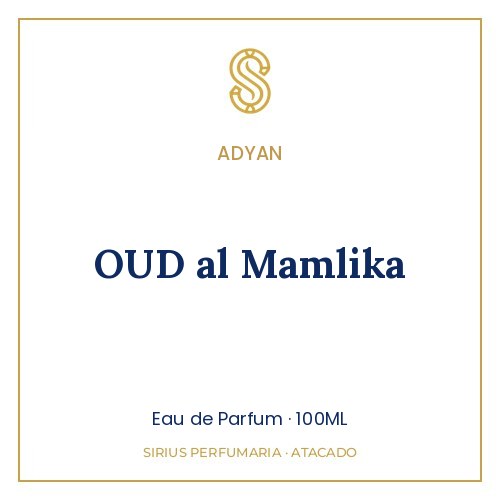 ADYAN
OUD al Mamlika
Eau de Parfum · 100ML
SIRIUS PERFUMARIA · ATACADO